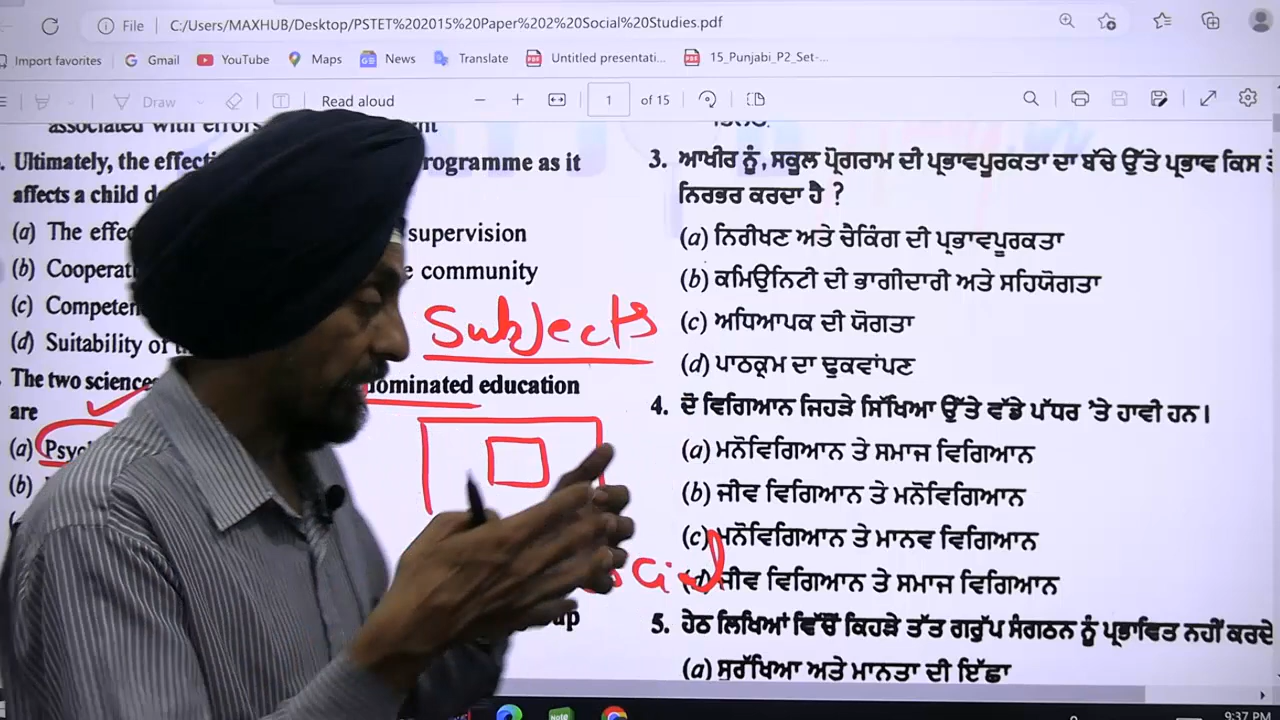 File C:/Users/MAXHUB/Desktop/PSTET%202015%20Paper%202%20Social%20Studies.pdf
Import favorites Gmail YouTube Maps News Translate Untitled presentati... 15_Punjabi_P2_Set-...
Draw Read aloud 1 of 15
associated with errors
Ultimately, the effecti rogramme as it
affects a child d
(a) The effe supervision
(b) Cooperat community
(c) Competen
(d) Suitability of
Subjects
The two science ominated education
are
(a) Psyc
(b)
3. ਆਖੀਰ ਨੂੰ, ਸਕੂਲ ਪ੍ਰੋਗਰਾਮ ਦੀ ਪ੍ਰਭਾਵਪੂਰਕਤਾ ਦਾ ਬੱਚੇ ਉੱਤੇ ਪ੍ਰਭਾਵ ਕਿਸ
ਨਿਰਭਰ ਕਰਦਾ ਹੈ ?
(a) ਨਿਰੀਖਣ ਅਤੇ ਚੈਕਿੰਗ ਦੀ ਪ੍ਰਭਾਵਪੂਰਕਤਾ
(b) ਕਮਿਊਨਿਟੀ ਦੀ ਭਾਗੀਦਾਰੀ ਅਤੇ ਸਹਿਯੋਗਤਾ
(c) ਅਧਿਆਪਕ ਦੀ ਯੋਗਤਾ
(d) ਪਾਠਕ੍ਰਮ ਦਾ ਢੁਕਵਾਂਪਣ
4. ਦੋ ਵਿਗਿਆਨ ਜਿਹੜੇ ਸਿੱਖਿਆ ਉੱਤੇ ਵੱਡੇ ਪੱਧਰ 'ਤੇ ਹਾਵੀ ਹਨ।
(a) ਮਨੋਵਿਗਿਆਨ ਤੇ ਸਮਾਜ ਵਿਗਿਆਨ
(b) ਜੀਵ ਵਿਗਿਆਨ ਤੇ ਮਨੋਵਿਗਿਆਨ
(c) ਮਨੋਵਿਗਿਆਨ ਤੇ ਮਾਨਵ ਵਿਗਿਆਨ
(d) ਜੀਵ ਵਿਗਿਆਨ ਤੇ ਸਮਾਜ ਵਿਗਿਆਨ
5. ਹੇਠ ਲਿਖਿਆਂ ਵਿੱਚੋਂ ਕਿਹੜੇ ਤੱਤ ਗਰੁੱਪ ਸੰਗਠਨ ਨੂੰ ਪ੍ਰਭਾਵਿਤ ਨਹੀਂ ਕਰਦੇ
(a) ਸੁਰੱਖਿਆ ਅਤੇ ਮਾਨਤਾ ਦੀ ਇੱਛਾ
9:37 PM